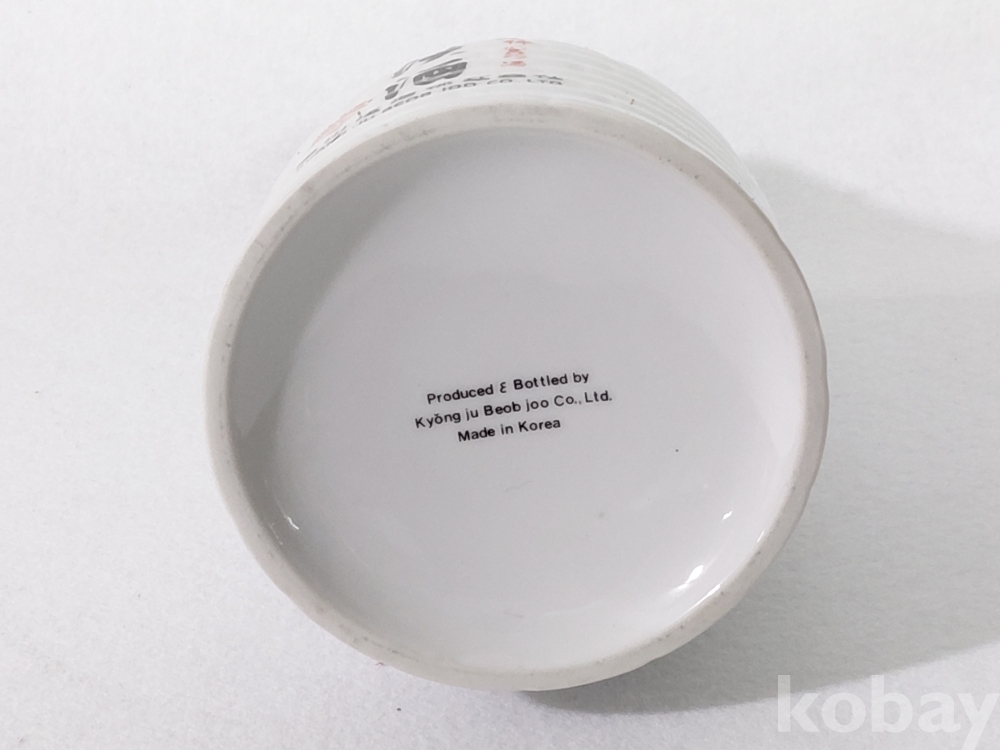 Produced & Bottled by
Kyŏng ju Beob joo Co., Ltd.
Made in Korea
kobay